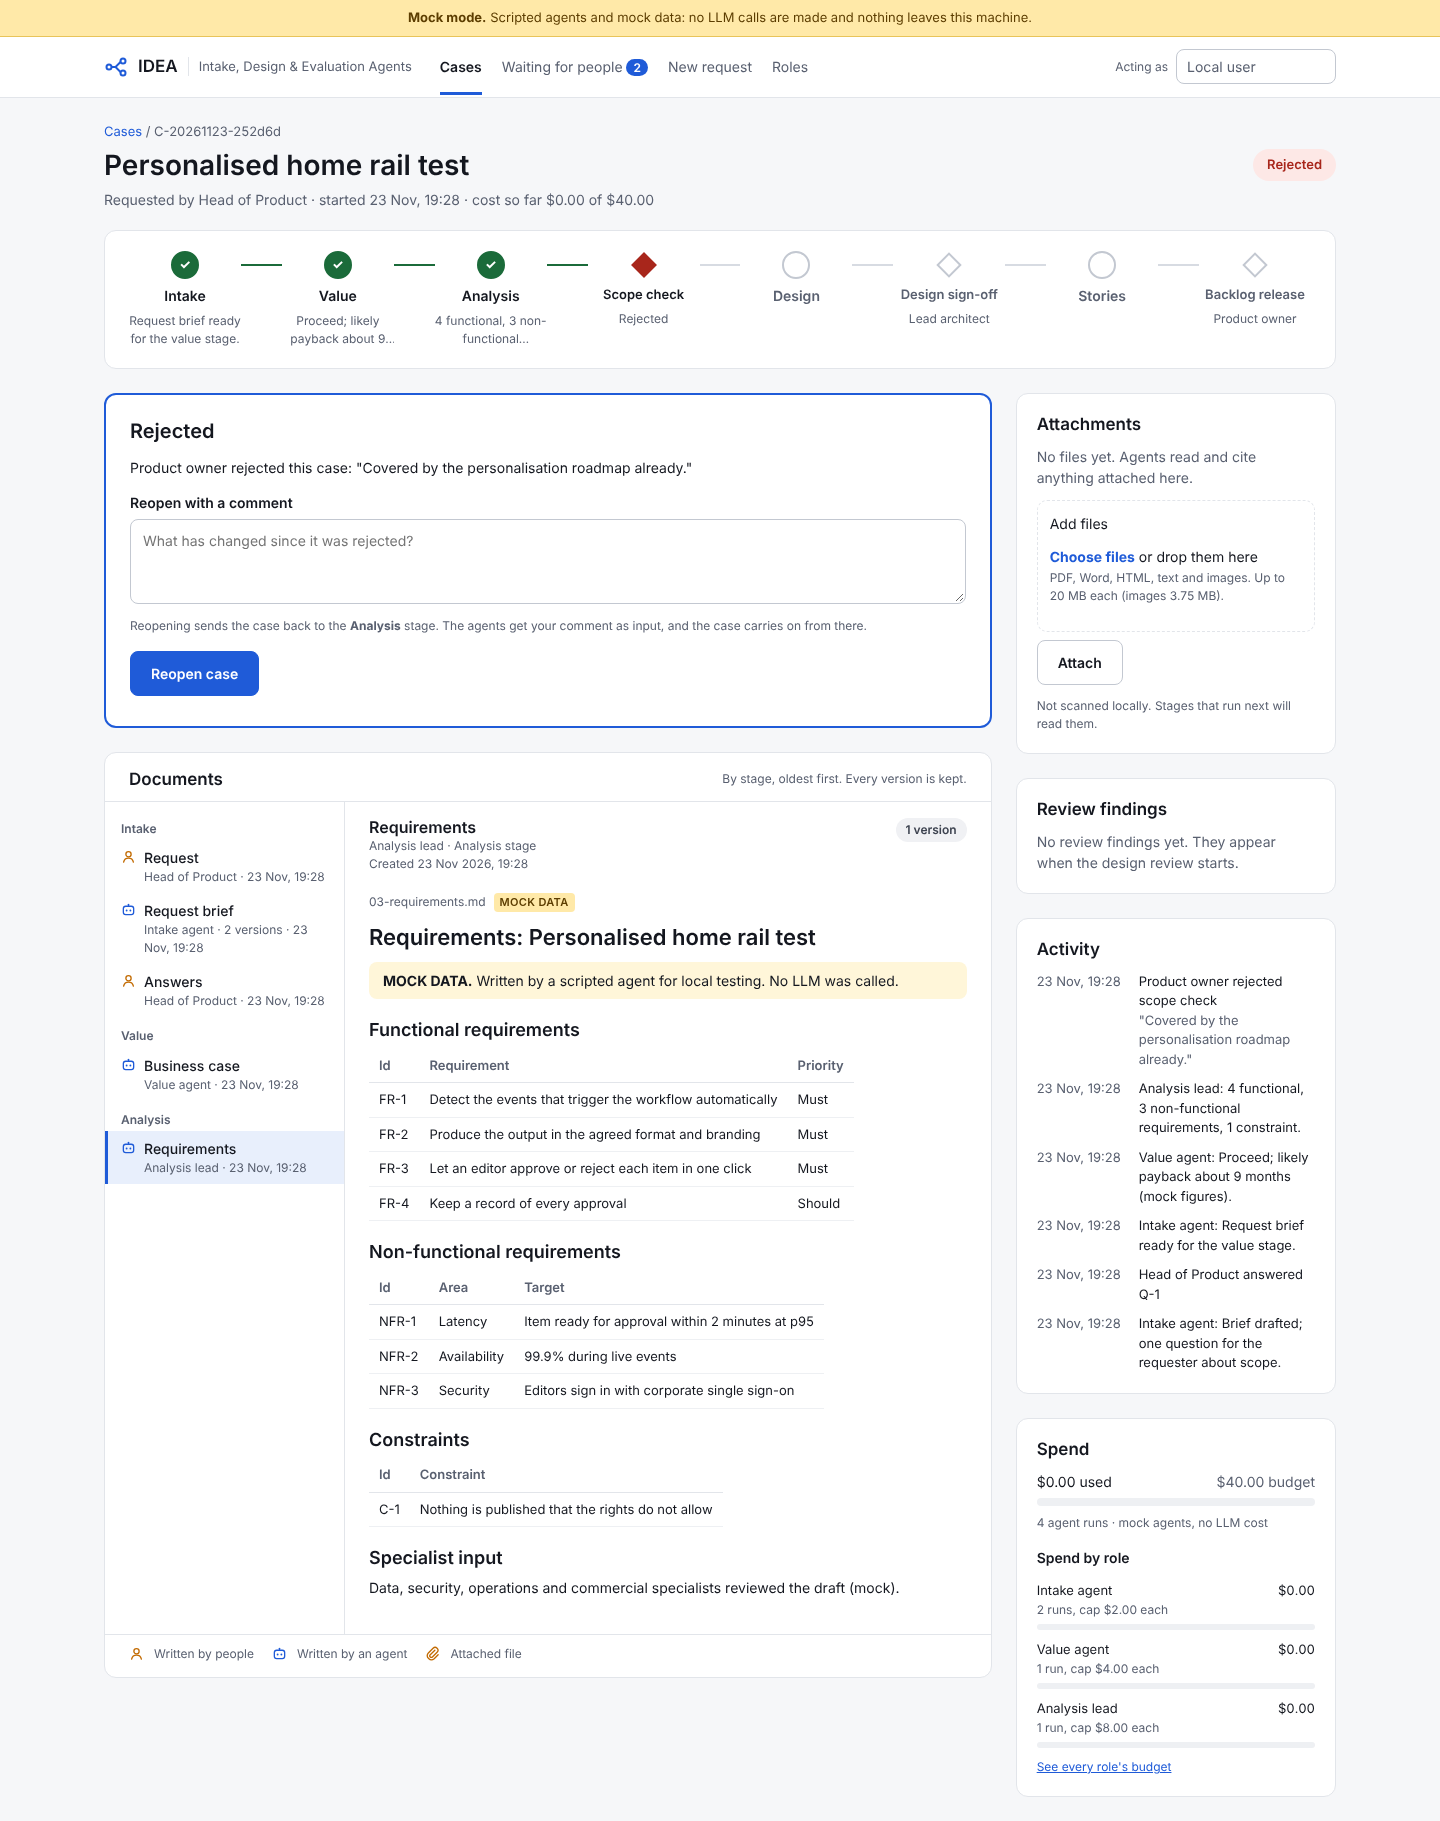 Mock mode. Scripted agents and mock data: no LLM calls are made and nothing leaves this machine.
IDEA
Intake, Design & Evaluation Agents
Cases
Waiting for people 2
New request
Roles
Acting as
Local user
Cases / C-20261123-252d6d
Personalised home rail test
Rejected
Requested by Head of Product · started 23 Nov, 19:28 · cost so far $0.00 of $40.00
Intake
Request brief ready
for the value stage.
Value
Proceed; likely
payback about 9...
Analysis
4 functional, 3 non-
functional...
Scope check
Rejected
Design
Design sign-off
Lead architect
Stories
Backlog release
Product owner
Rejected
Product owner rejected this case: "Covered by the personalisation roadmap already."
Reopen with a comment
What has changed since it was rejected?
Reopening sends the case back to the Analysis stage. The agents get your comment as input, and the case carries on from there.
Reopen case
Documents
By stage, oldest first. Every version is kept.
Intake
Request
Head of Product · 23 Nov, 19:28
Request brief
Intake agent · 2 versions · 23
Nov, 19:28
Answers
Head of Product · 23 Nov, 19:28
Value
Business case
Value agent · 23 Nov, 19:28
Analysis
Requirements
Analysis lead · 23 Nov, 19:28
Requirements
1 version
Analysis lead · Analysis stage
Created 23 Nov 2026, 19:28
03-requirements.md MOCK DATA
Requirements: Personalised home rail test
MOCK DATA. Written by a scripted agent for local testing. No LLM was called.
Functional requirements
Id Requirement Priority
FR-1 Detect the events that trigger the workflow automatically Must
FR-2 Produce the output in the agreed format and branding Must
FR-3 Let an editor approve or reject each item in one click Must
FR-4 Keep a record of every approval Should
Non-functional requirements
Id Area Target
NFR-1 Latency Item ready for approval within 2 minutes at p95
NFR-2 Availability 99.9% during live events
NFR-3 Security Editors sign in with corporate single sign-on
Constraints
Id Constraint
C-1 Nothing is published that the rights do not allow
Specialist input
Data, security, operations and commercial specialists reviewed the draft (mock).
Written by people
Written by an agent
Attached file
Attachments
No files yet. Agents read and cite
anything attached here.
Add files
Choose files or drop them here
PDF, Word, HTML, text and images. Up to
20 MB each (images 3.75 MB).
Attach
Not scanned locally. Stages that run next will
read them.
Review findings
No review findings yet. They appear
when the design review starts.
Activity
23 Nov, 19:28 Product owner rejected
scope check
"Covered by the
personalisation roadmap
already."
23 Nov, 19:28 Analysis lead: 4 functional,
3 non-functional
requirements, 1 constraint.
23 Nov, 19:28 Value agent: Proceed; likely
payback about 9 months
(mock figures).
23 Nov, 19:28 Intake agent: Request brief
ready for the value stage.
23 Nov, 19:28 Head of Product answered
Q-1
23 Nov, 19:28 Intake agent: Brief drafted;
one question for the
requester about scope.
Spend
$0.00 used $40.00 budget
4 agent runs · mock agents, no LLM cost
Spend by role
Intake agent $0.00
2 runs, cap $2.00 each
Value agent $0.00
1 run, cap $4.00 each
Analysis lead $0.00
1 run, cap $8.00 each
See every role's budget